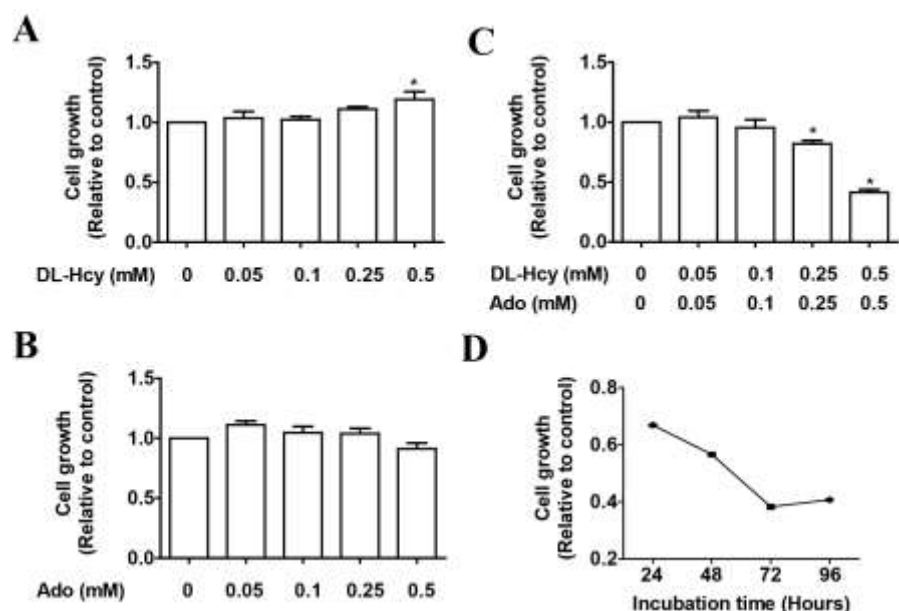 A
Cell growth
(Relative to control)
1.5
1.0
0.5
0.0
*
DL-Hcy (mM) 0 0.05 0.1 0.25 0.5
B
Cell growth
(Relative to control)
1.5
1.0
0.5
0.0
Ado (mM) 0 0.05 0.1 0.25 0.5
C
Cell growth
(Relative to control)
1.5
1.0
0.5
0.0
*
*
DL-Hcy (mM) 0 0.05 0.1 0.25 0.5
Ado (mM) 0 0.05 0.1 0.25 0.5
D
Cell growth
(Relative to control)
0.8
0.6
0.4
0.2
24 48 72 96
Incubation time (Hours)